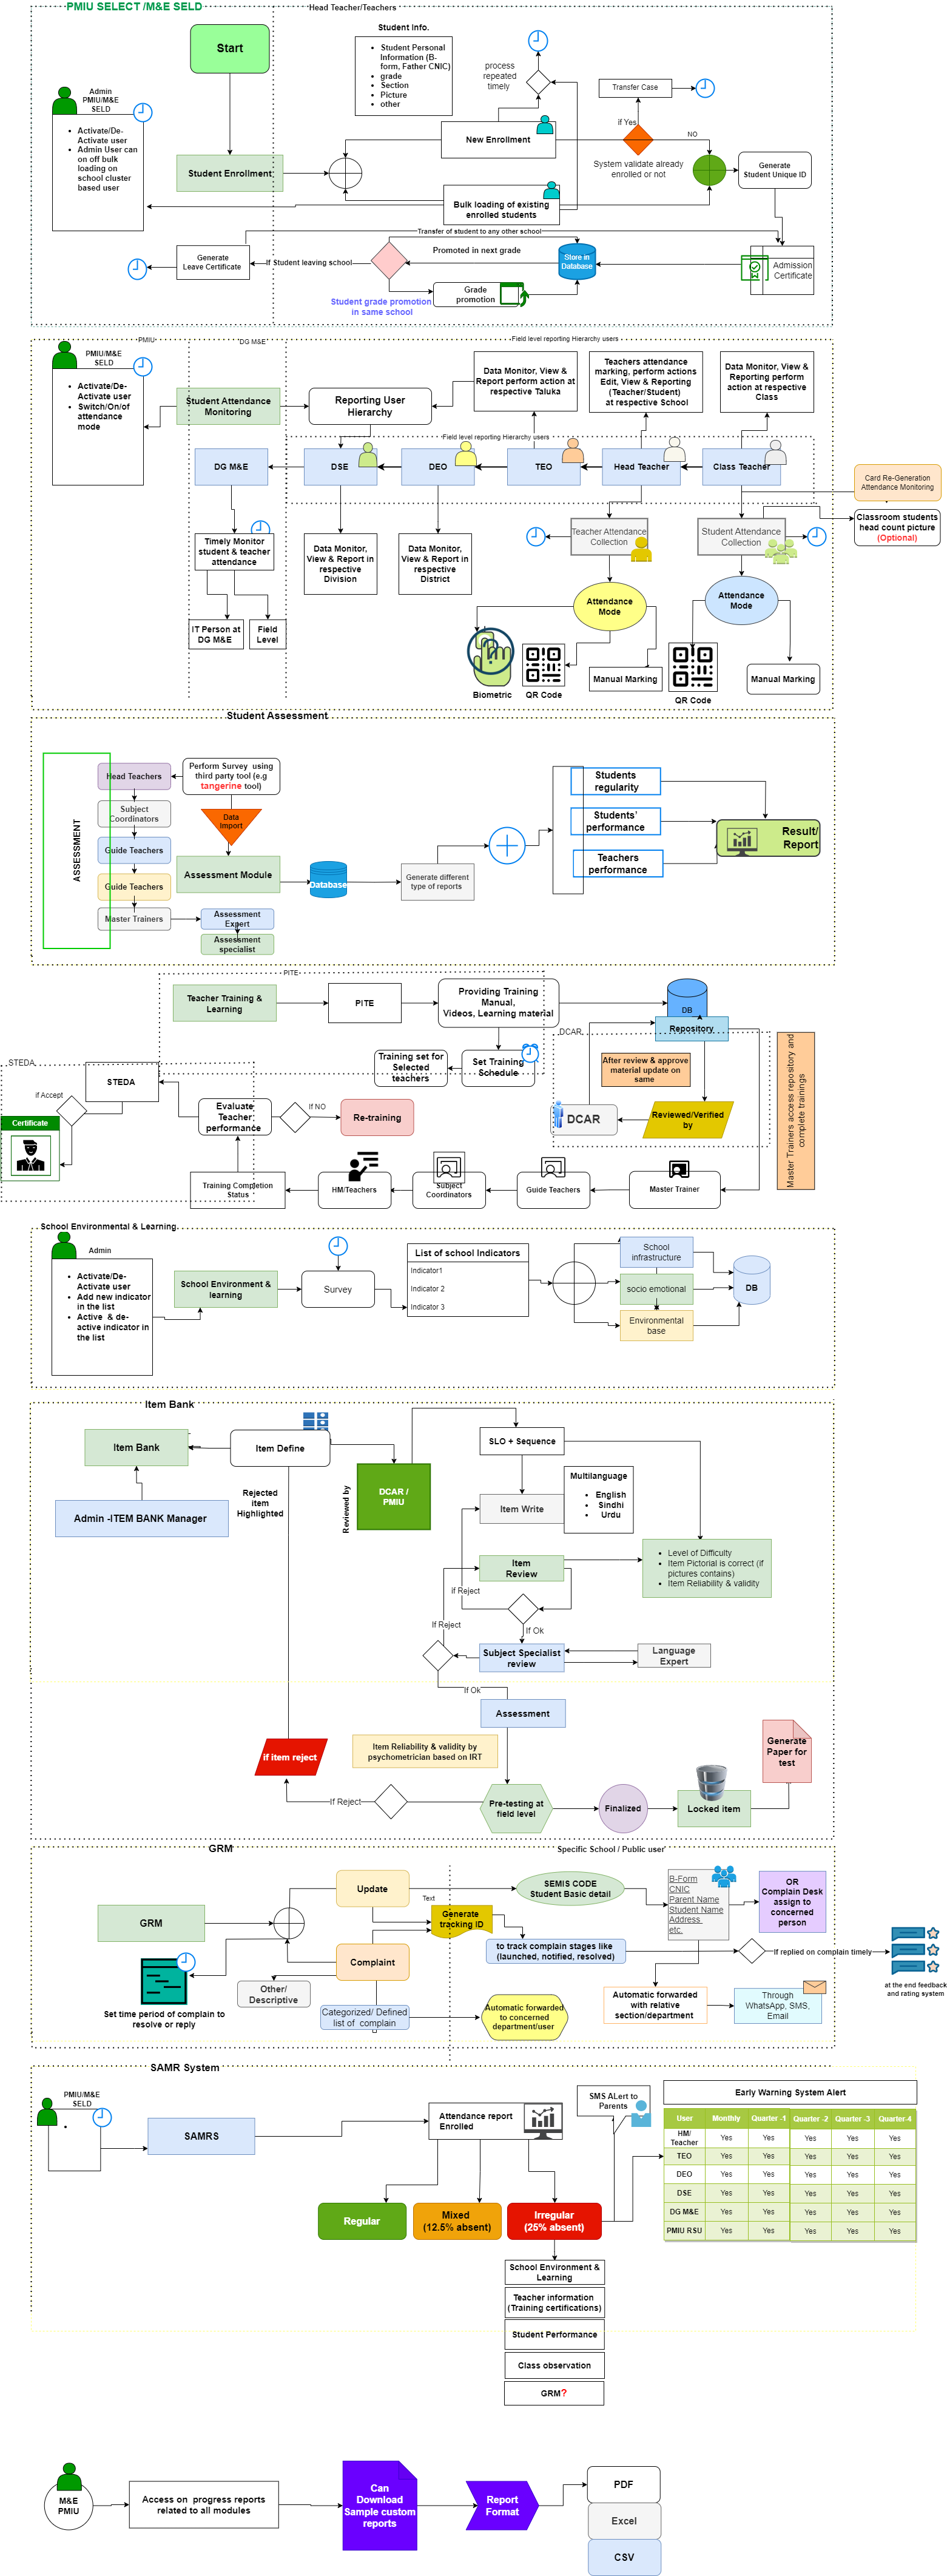 PMIU SELECT /M&E SELD
Head Teacher/Teachers
Start
Student Info.
• Student Personal
Information (B-
form, Father CNIC)
• grade
• Section
• Picture
• other
process
repeated
timely
Transfer Case
if Yes
NO
New Enrollment
System validate already
enrolled or not
Generate
Student Unique ID
Admin
PMIU/M&E
SELD
• Activate/De-
Activate user
• Admin User can
on off bulk
loading on
school cluster
based user
Student Enrollment
Bulk loading of existing
enrolled students
Transfer of student to any other school
Generate
Leave Certificate
If Student leaving school
Promoted in next grade
Store in
Database
Admission
Certificate
Grade
promotion
Student grade promotion
in same school
PMIU
DG M&E
Field level reporting Hierarchy users
PMIU/M&E
SELD
• Activate/De-
Activate user
• Switch/On/of
attendance
mode
Student Attendance
Monitoring
Reporting User
Hierarchy
Data Monitor, View &
Report perform action at
respective Taluka
Teachers attendance
marking, perform actions
Edit, View & Reporting
(Teacher/Student)
at respective School
Data Monitor, View &
Reporting perform
action at respective
Class
Field level reporting Hierarchy users
DG M&E
DSE
DEO
TEO
Head Teacher
Class Teacher
Card Re-Generation
Attendance Monitoring
Classroom students
head count picture
(Optional)
Timely Monitor
student & teacher
attendance
Data Monitor,
View & Report in
respective
Division
Data Monitor,
View & Report in
respective
District
Teacher Attendance
Collection
Student Attendance
Collection
Attendance
Mode
Attendance
Mode
IT Person at
DG M&E
Field
Level
Biometric
QR Code
Manual Marking
QR Code
Manual Marking
Student Assessment
ASSESSMENT
Head Teachers
Subject
Coordinators
Guide Teachers
Guide Teachers
Master Trainers
Perform Survey using
third party tool (e.g
tangerine tool)
Data
Import
Assessment Module
Assessment
Expert
Assessment
specialist
Database
Generate different
type of reports
Students
regularity
Students'
performance
Teachers
performance
Result/
Report
PITE
Teacher Training &
Learning
PITE
Providing Training
Manual,
Videos, Learning material
DB
Repository
DCAR
Training set for
Selected
teachers
Set Training
Schedule
After review & approve
material update on
same
DCAR
Reviewed/Verified
by
Master Trainers access repository and
complete trainings
STEDA
STEDA
if Accept
Certificate
Evaluate
Teacher
performance
If NO
Re-training
Training Completion
Status
HM/Teachers
Subject
Coordinators
Guide Teachers
Master Trainer
School Environmental & Learning
Admin
• Activate/De-
Activate user
• Add new indicator
in the list
• Active & de-
active indicator in
the list
School Environment &
learning
Survey
List of school Indicators
Indicator1
Indicator 2
Indicator 3
School
infrastructure
socio emotional
Environmental
base
DB
Item Bank
Item Bank
Item Define
Admin -ITEM BANK Manager
Rejected
item
Highlighted
Reviewed by
DCAR /
PMIU
SLO + Sequence
Item Write
Multilanguage
• English
• Sindhi
• Urdu
Item
Review
• Level of Difficulty
• Item Pictorial is correct (if
pictures contains)
• Item Reliability & validity
if Reject
If Reject
If Ok
Subject Specialist
review
Language
Expert
If Ok
Assessment
if item reject
Item Reliability & validity by
psychometrician based on IRT
If Reject
Pre-testing at
field level
Finalized
Locked item
Generate
Paper for
test
GRM
Specific School / Public user
GRM
Update
Complaint
Text
Generate
tracking ID
SEMIS CODE
Student Basic detail
B-Form
CNIC
Parent Name
Student Name
Address
etc.
OR
Complain Desk
assign to
concerned
person
to track complain stages like
(launched, notified, resolved)
If replied on complain timely
at the end feedback
and rating system
Set time period of complain to
resolve or reply
Other/
Descriptive
Categorized/ Defined
list of complain
Automatic forwarded
to concerned
department/user
Automatic forwarded
with relative
section/department
Through
WhatsApp, SMS,
Email
SAMR System
PMIU/M&E
SELD
•
SAMRS
Attendance report
Enrolled
SMS ALert to
Parents
Early Warning System Alert
User Monthly Quarter -1 Quarter -2 Quarter -3 Quarter-4
HM/
Teacher Yes Yes Yes Yes Yes
TEO Yes Yes Yes Yes Yes
DEO Yes Yes Yes Yes Yes
DSE Yes Yes Yes Yes Yes
DG M&E Yes Yes Yes Yes Yes
PMIU RSU Yes Yes Yes Yes Yes
Regular
Mixed
(12.5% absent)
Irregular
(25% absent)
School Environment &
Learning
Teacher information
(Training certifications)
Student Performance
Class observation
GRM?
M&E
PMIU
Access on progress reports
related to all modules
Can
Download
Sample custom
reports
Report
Format
PDF
Excel
CSV